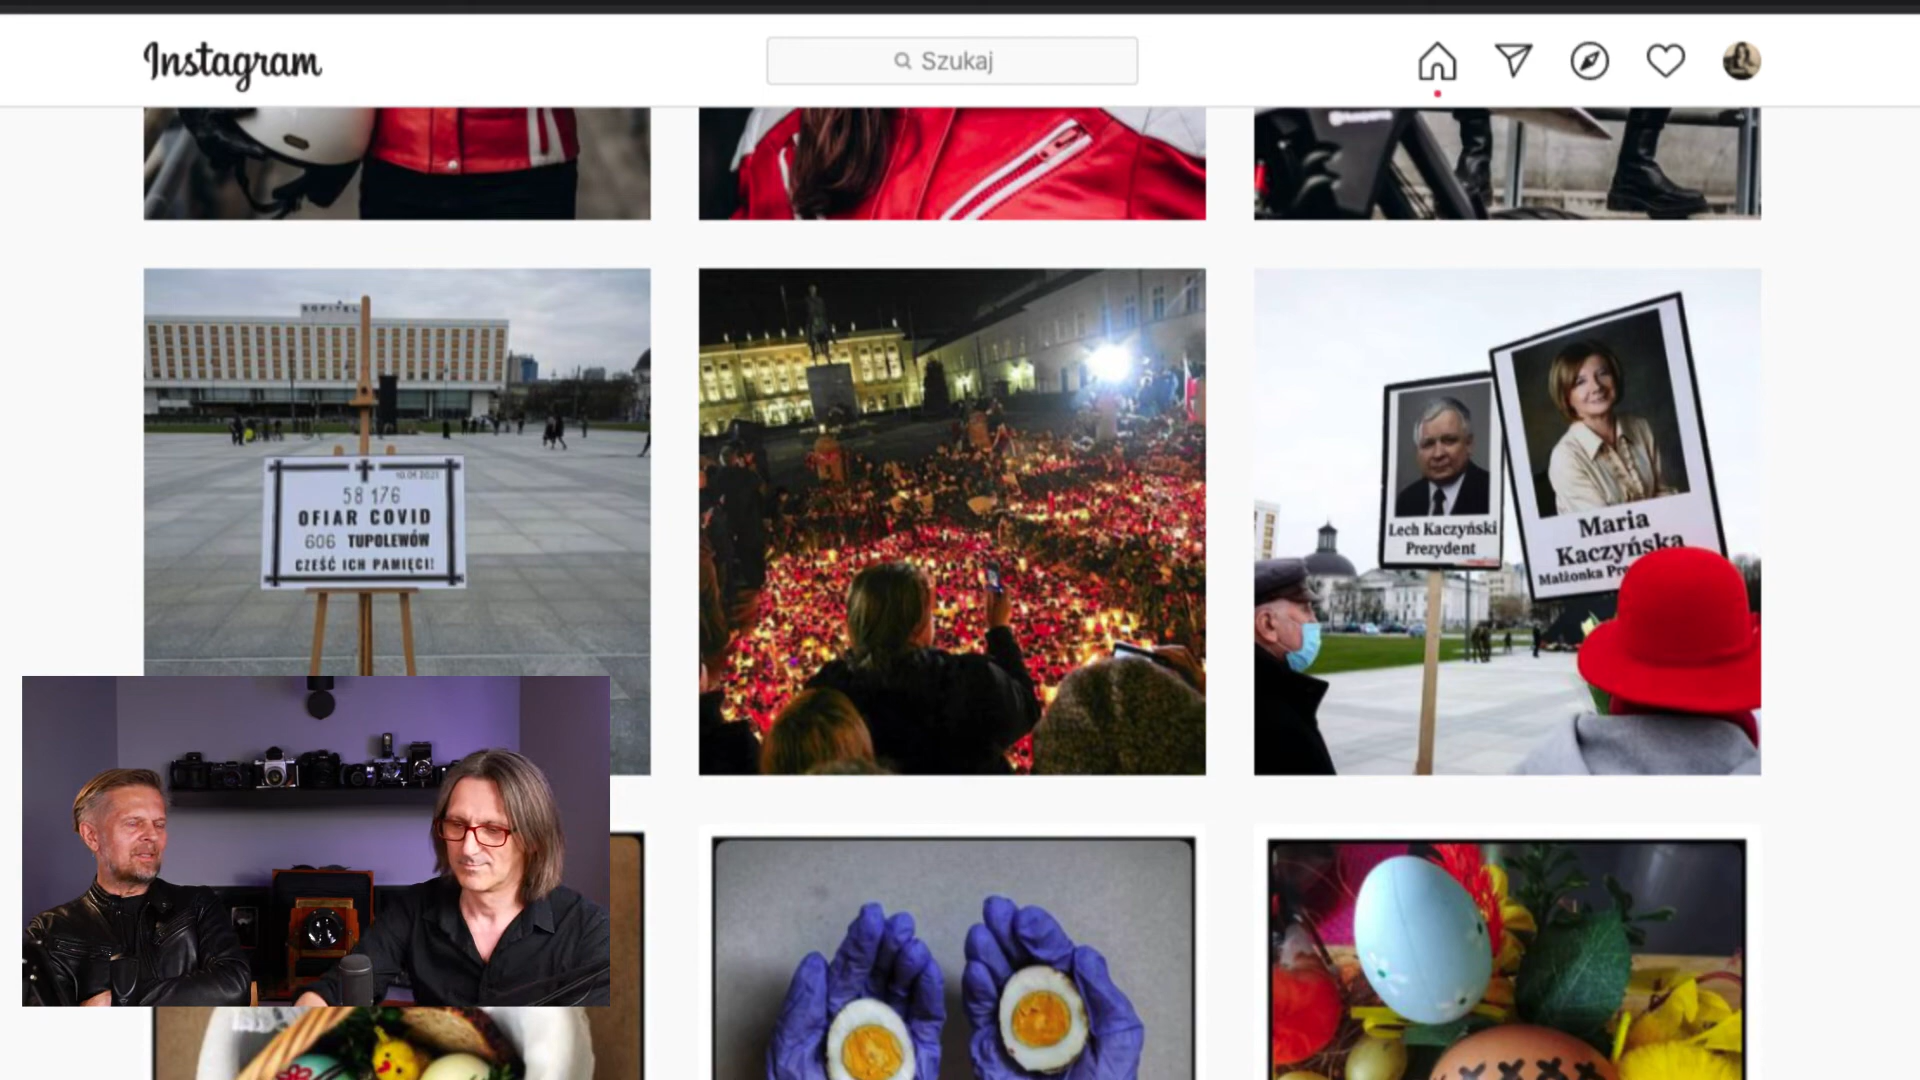 Instagram
Szukaj
SOFITEL
10.04.2021
58 176
OFIAR COVID
606 TUPOLEWÓW
CZEŚĆ ICH PAMIĘCI!
Lech Kaczyński
Prezydent
Maria
Kaczyńska
Małżonka